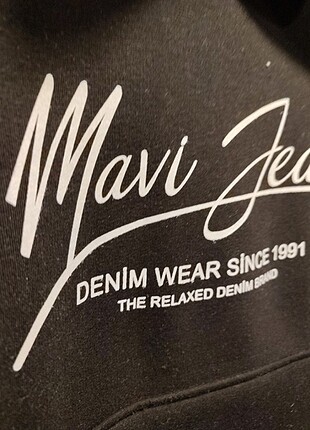 Mavi Jea
DENİM WEAR SİNCE 1991
THE RELAXED DENİM BRAND